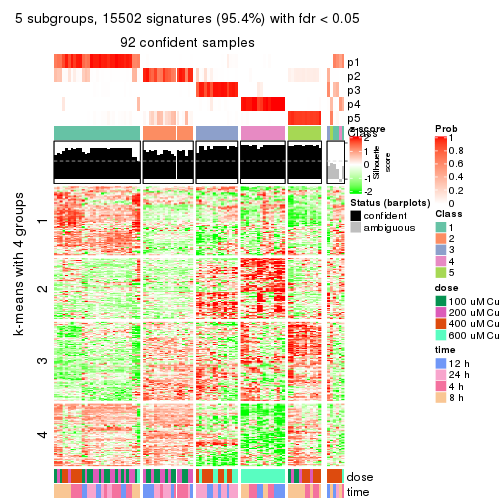 5 subgroups, 15502 signatures (95.4%) with fdr < 0.05
92 confident samples
p1
p2
p3
p4
p5
Class
z-score
2
1
0
-1
-2
Silhouette
score
Status (barplots)
confident
ambiguous
Prob
1
0.8
0.6
0.4
0.2
0
Class
1
2
3
4
5
dose
100 uM Cu
200 uM Cu
400 uM Cu
600 uM Cu
time
12 h
24 h
4 h
8 h
k-means with 4 groups
1
2
3
4
dose
time